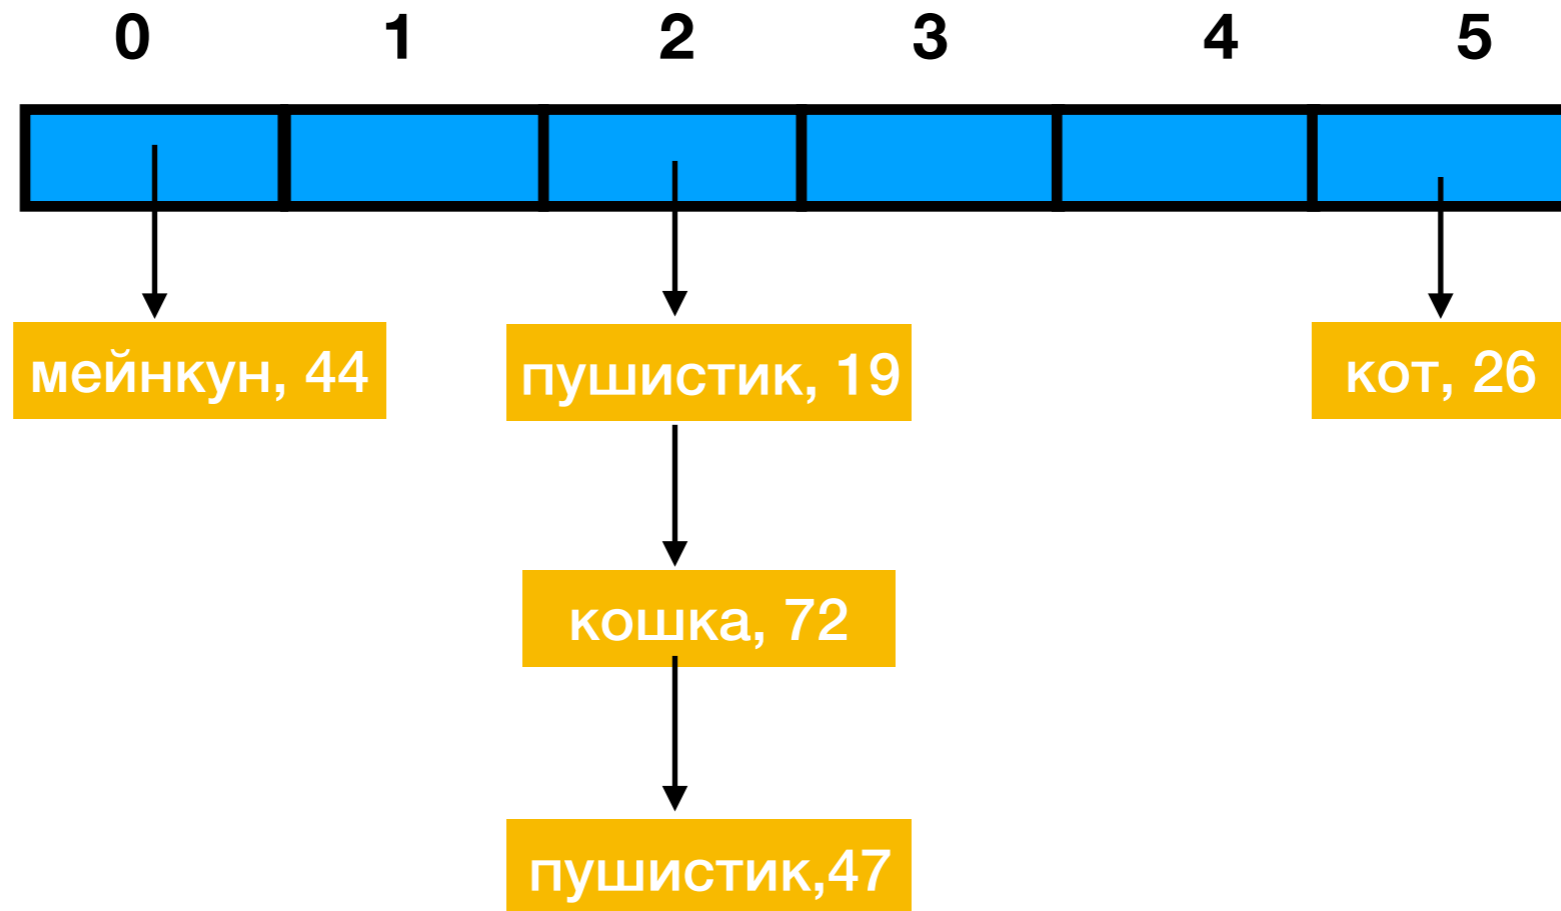 0 1 2 3 4 5
мейнкун, 44 пушистик, 19 кот, 26
кошка, 72
пушистик,47